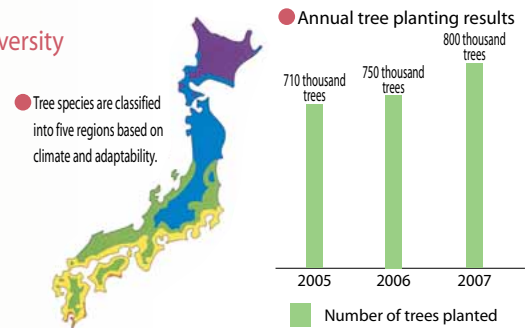 versity
Tree species are classified
into five regions based on
climate and adaptability.
Annual tree planting results
710 thousand
trees
750 thousand
trees
800 thousand
trees
2005 2006 2007
Number of trees planted